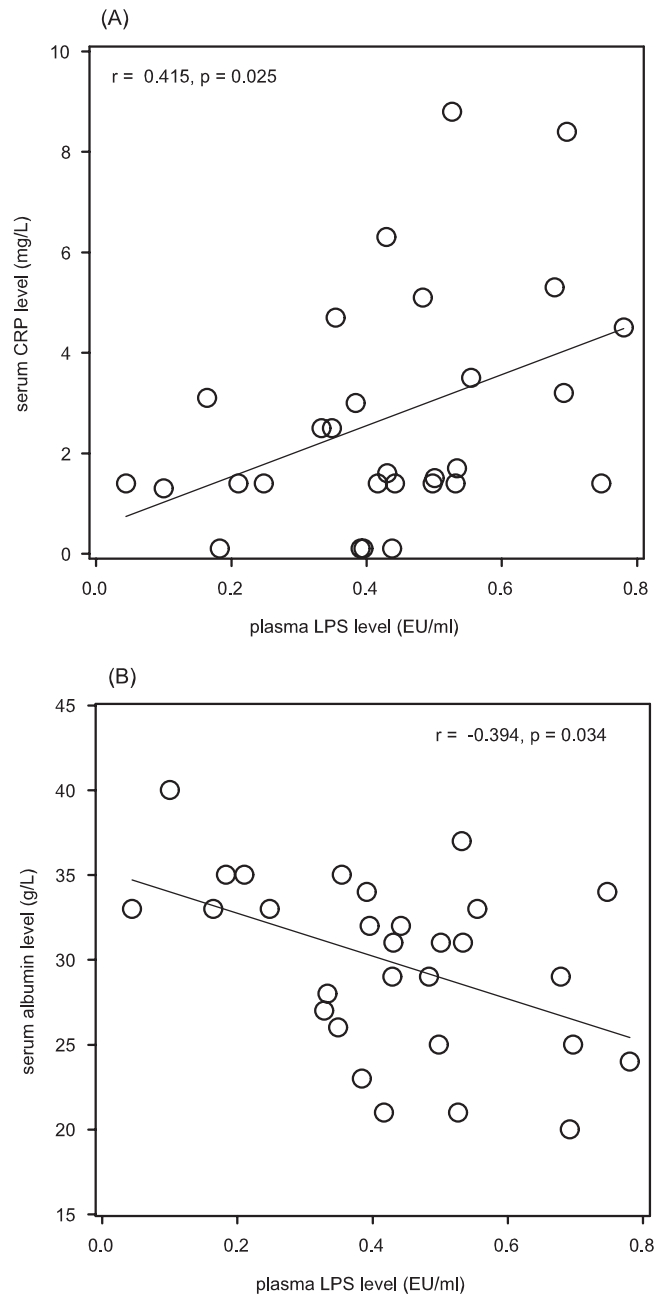 (A)
r = 0.415, p = 0.025
10
8
6
4
2
0
serum CRP level (mg/L)
0.0 0.2 0.4 0.6 0.8
plasma LPS level (EU/ml)
(B)
r = -0.394, p = 0.034
45
40
35
30
25
20
15
serum albumin level (g/L)
0.0 0.2 0.4 0.6 0.8
plasma LPS level (EU/ml)